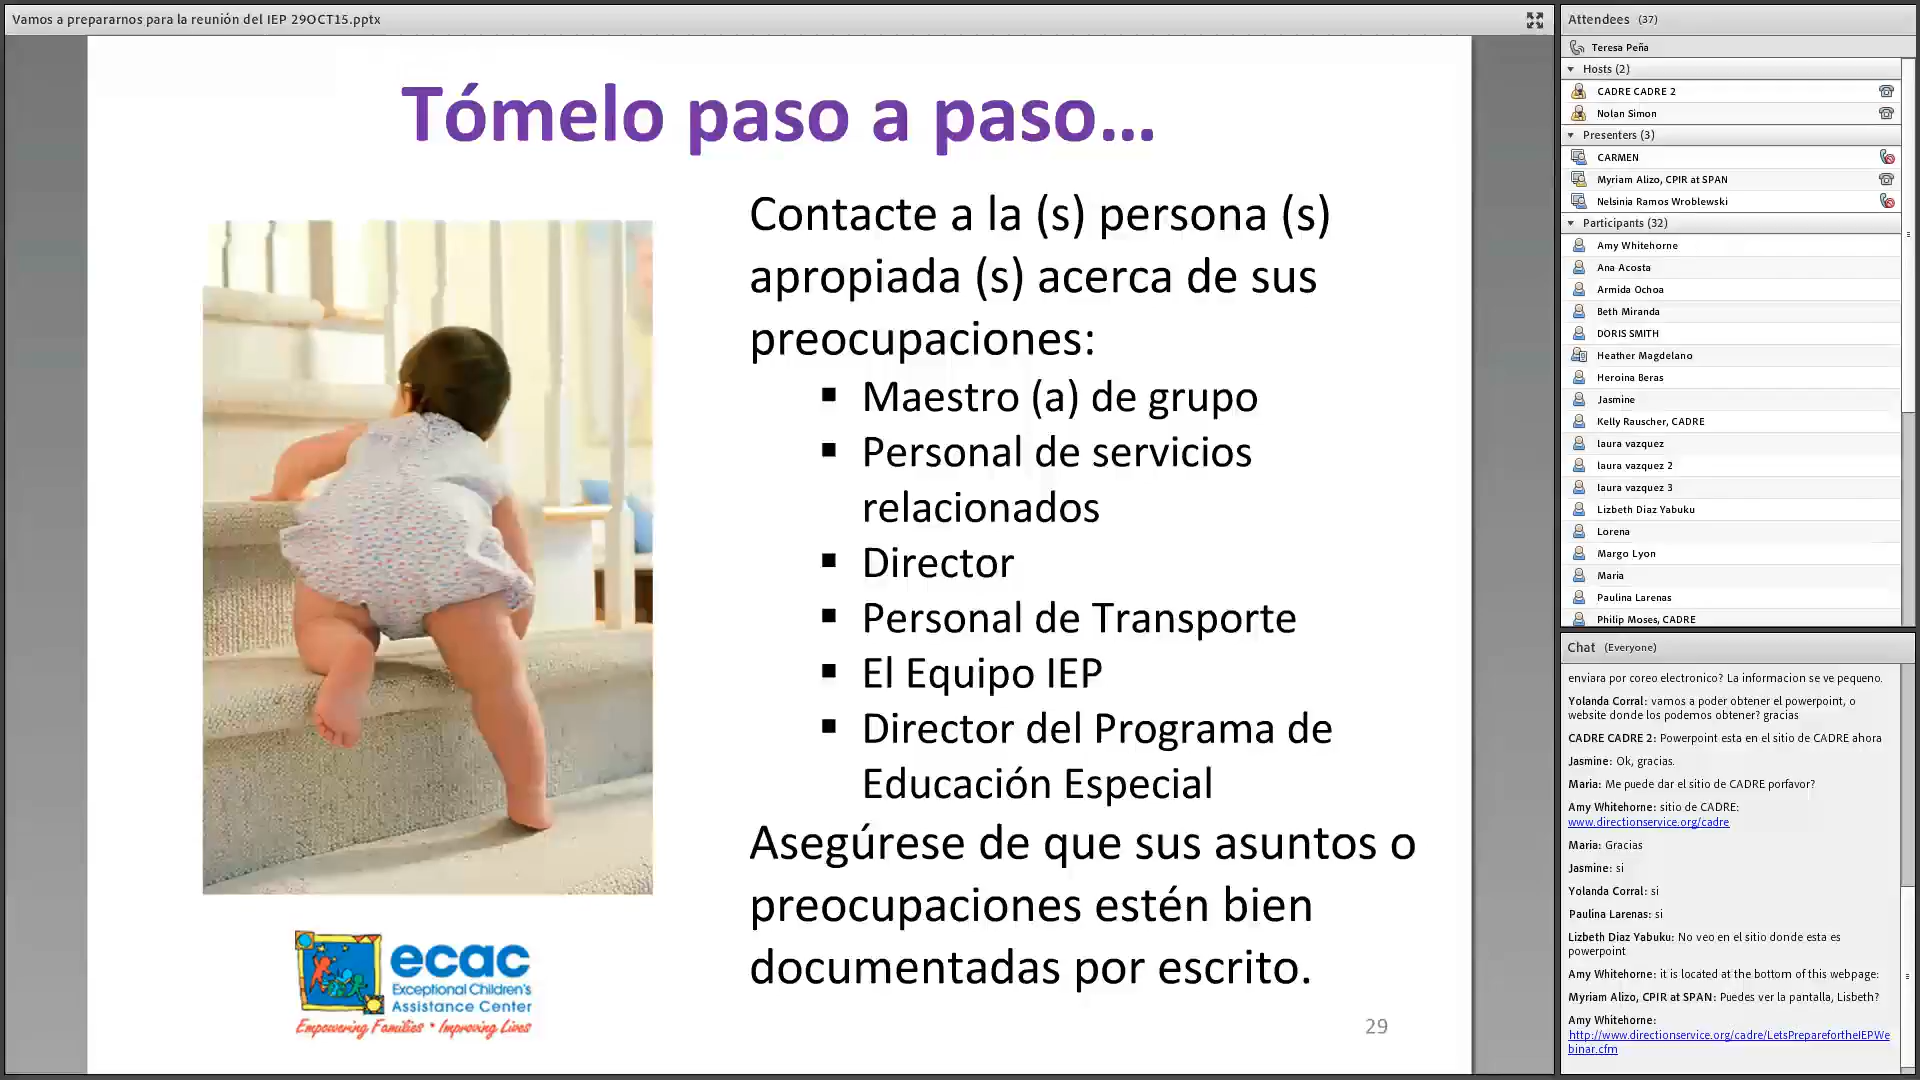 Vamos a prepararnos para la reunión del IEP 29OCT15.pptx
Tómelo paso a paso...
Contacte a la (s) persona (s)
apropiada (s) acerca de sus
preocupaciones:
▪ Maestro (a) de grupo
▪ Personal de servicios
relacionados
▪ Director
▪ Personal de Transporte
▪ El Equipo IEP
▪ Director del Programa de
Educación Especial
Asegúrese de que sus asuntos o
preocupaciones estén bien
documentadas por escrito.
ecac
Exceptional Children's
Assistance Center
Empowering Families • Improving Lives
29
Attendees (37)
Teresa Peña
Hosts (2)
CADRE CADRE 2
Nolan Simon
Presenters (3)
CARMEN
Myriam Alizo, CPIR at SPAN
Nelsinia Ramos Wroblewski
Participants (32)
Amy Whitehorne
Ana Acosta
Armida Ochoa
Beth Miranda
DORIS SMITH
Heather Magdelano
Heroina Beras
Jasmine
Kelly Rauscher, CADRE
laura vazquez
laura vazquez 2
laura vazquez 3
Lizbeth Diaz Yabuku
Lorena
Margo Lyon
Maria
Paulina Larenas
Philip Moses, CADRE
Chat (Everyone)
enviara por coreo electronico? La informacion se ve pequeno.
Yolanda Corral: vamos a poder obtener el powerpoint, o
website donde los podemos obtener? gracias
CADRE CADRE 2: Powerpoint esta en el sitio de CADRE ahora
Jasmine: Ok, gracias.
Maria: Me puede dar el sitio de CADRE porfavor?
Amy Whitehorne: sitio de CADRE:
www.directionservice.org/cadre
Maria: Gracias
Jasmine: si
Yolanda Corral: si
Paulina Larenas: si
Lizbeth Diaz Yabuku: No veo en el sitio donde esta es
powerpoint
Amy Whitehorne: it is located at the bottom of this webpage:
Myriam Alizo, CPIR at SPAN: Puedes ver la pantalla, Lisbeth?
Amy Whitehorne:
http://www.directionservice.org/cadre/LetsPreparefortheIEPWe
binar.cfm